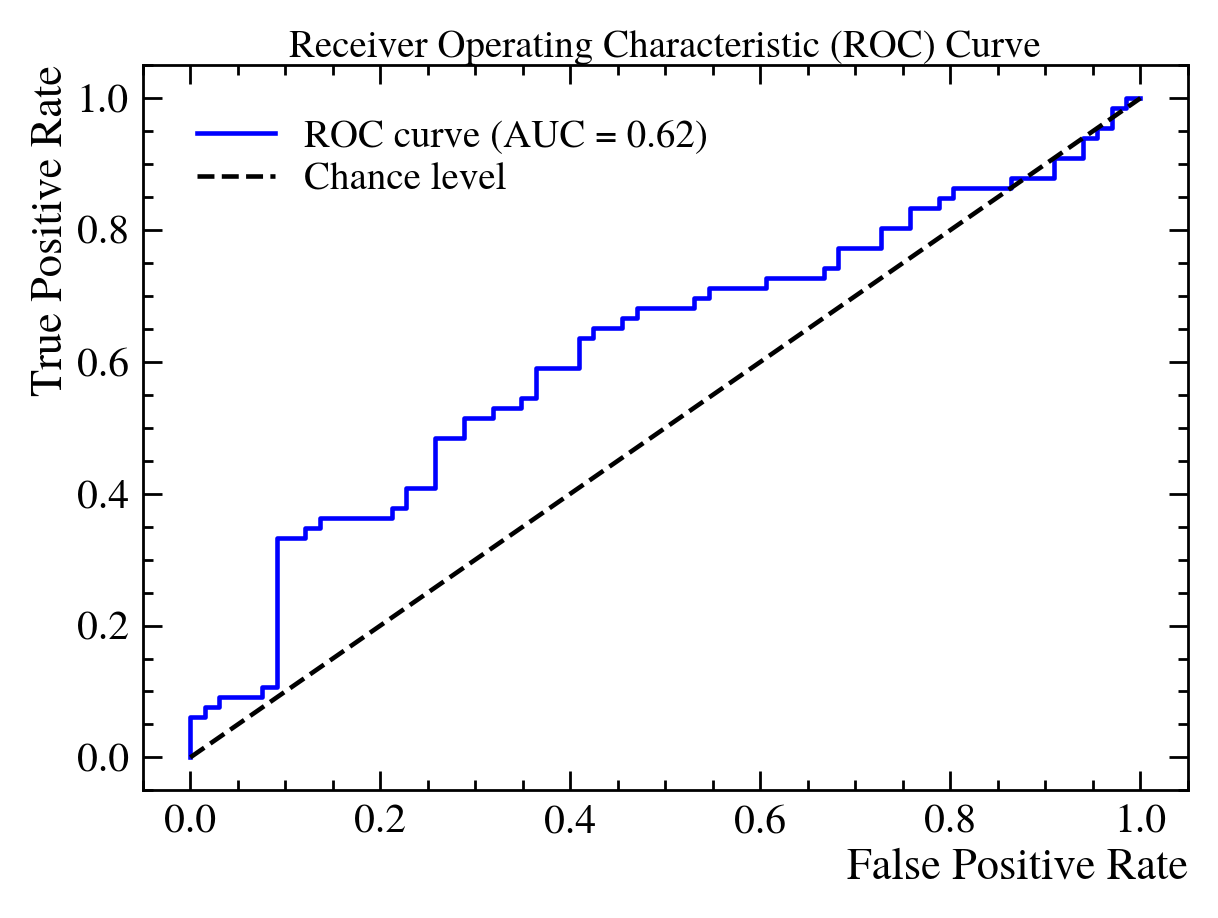 Receiver Operating Characteristic (ROC) Curve
True Positive Rate
1.0
0.8
0.6
0.4
0.2
0.0
ROC curve (AUC = 0.62)
Chance level
0.0 0.2 0.4 0.6 0.8 1.0
False Positive Rate